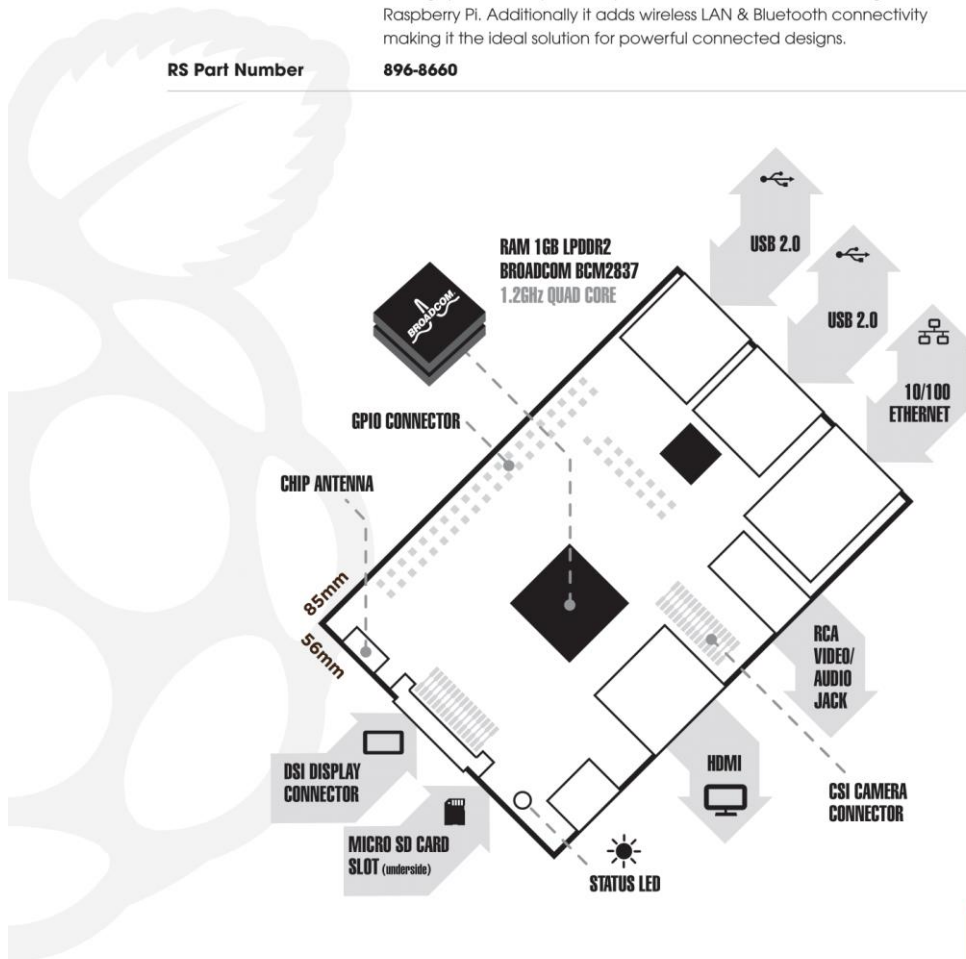 Raspberry Pi. Additionally it adds wireless LAN & Bluetooth connectivity
making it the ideal solution for powerful connected designs.
RS Part Number 896-8660
USB 2.0
RAM 1GB LPDDR2
BROADCOM BCM2837
1.2GHz QUAD CORE
BROADCOM
USB 2.0
10/100
ETHERNET
GPIO CONNECTOR
CHIP ANTENNA
85mm
56mm
RCA
VIDEO/
AUDIO
JACK
DSI DISPLAY
CONNECTOR
HDMI
CSI CAMERA
CONNECTOR
MICRO SD CARD
SLOT (underside)
STATUS LED